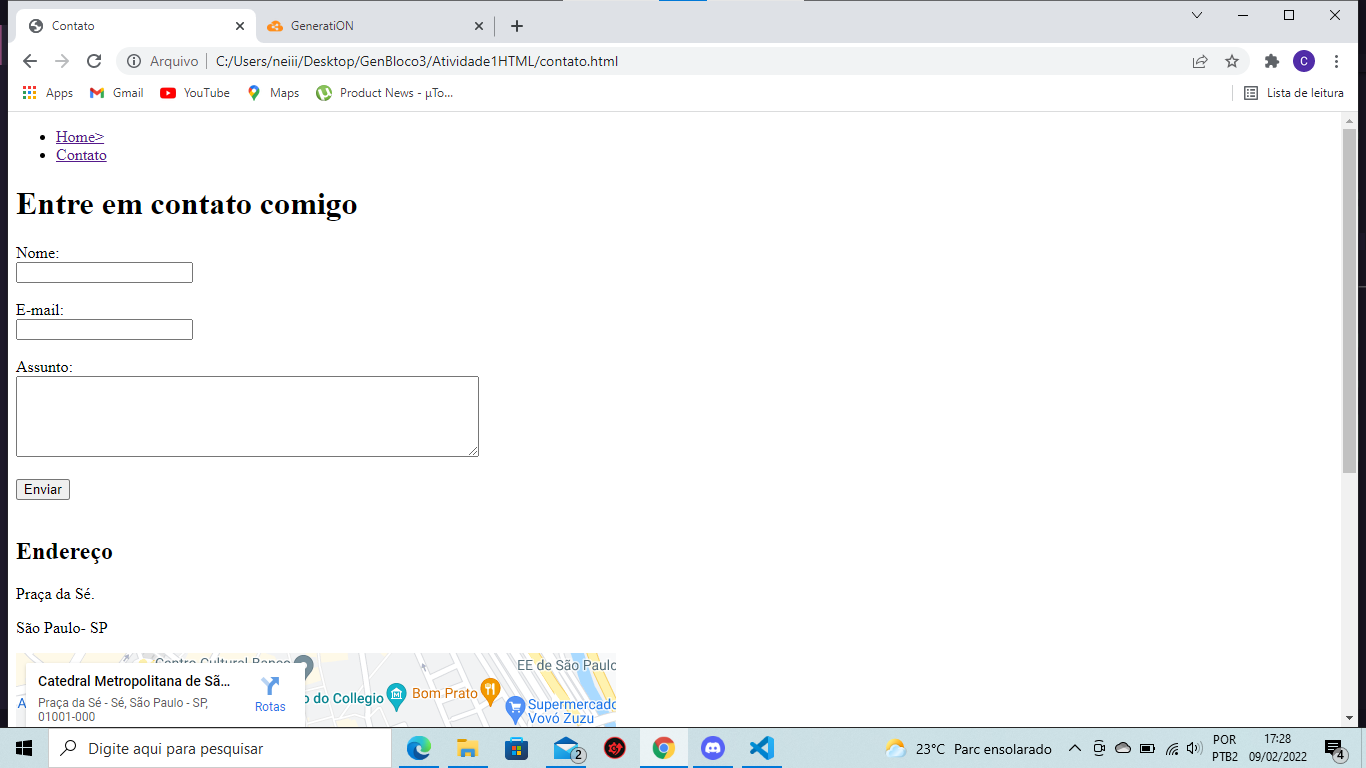 Contato
GeneratiON
Arquivo
C:/Users/neiii/Desktop/GenBloco3/Atividade1HTML/contato.html
C
Apps
Gmail
YouTube
Maps
Product News - µTo...
Lista de leitura
Home>
Contato
Entre em contato comigo
Nome:
E-mail:
Assunto:
Enviar
Endereço
Praça da Sé.
São Paulo- SP
Centro Cultural Banco
EE de São Paulo
Catedral Metropolitana de Sã...
Praça da Sé - Sé, São Paulo - SP,
01001-000
Rotas
o do Collegio
Bom Prato
Supermercado
Vovó Zuzu
Digite aqui para pesquisar
2
23°C Parc ensolarado
POR
PTB2
17:28
09/02/2022
4